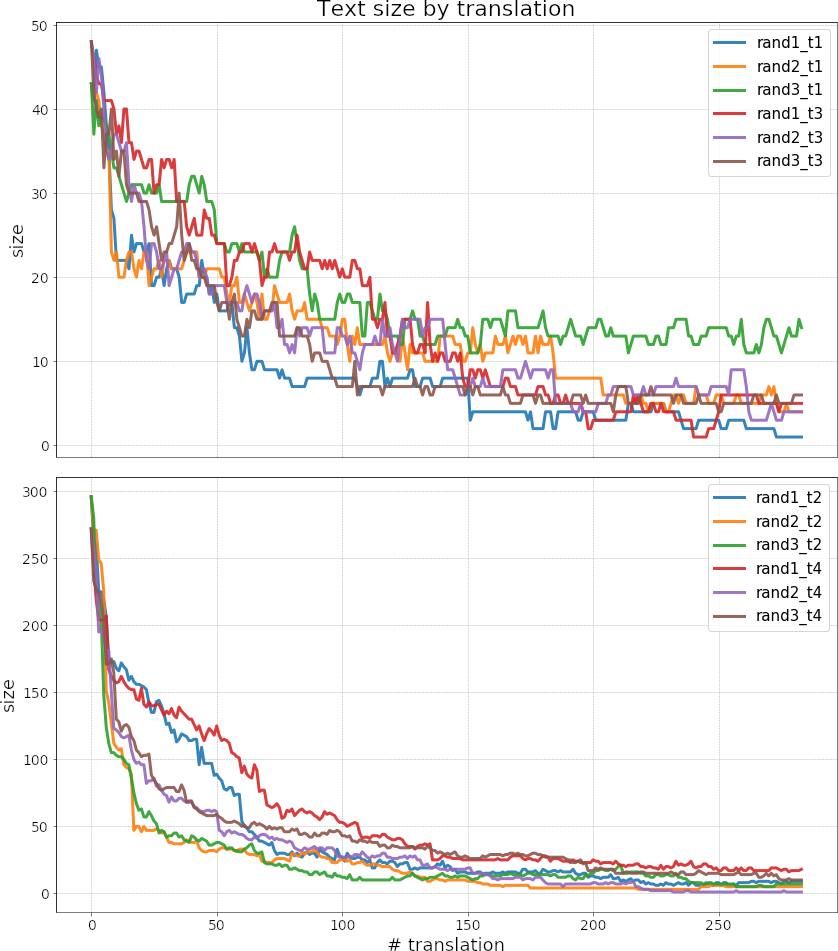 Text size by translation
50
40
30
20
10
0
size
rand1_t1
rand2_t1
rand3_t1
rand1_t3
rand2_t3
rand3_t3
300
250
200
150
100
50
0
size
rand1_t2
rand2_t2
rand3_t2
rand1_t4
rand2_t4
rand3_t4
0 50 100 150 200 250
# translation